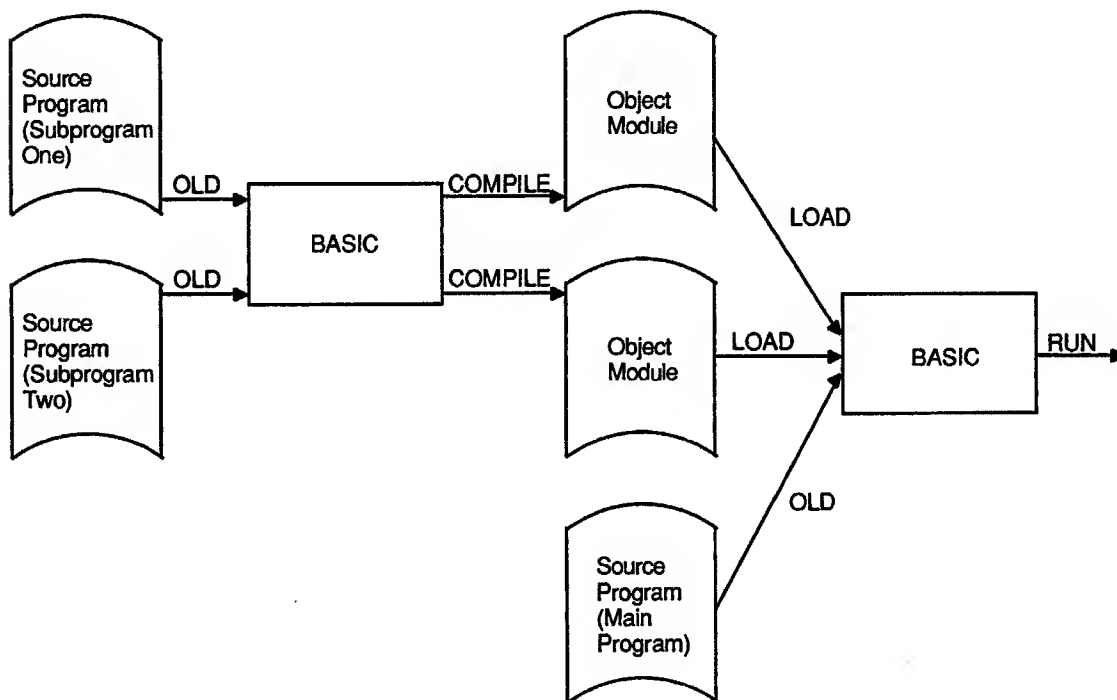 Source
Program
(Subprogram
One)
OLD
BASIC
COMPILE
Object
Module
LOAD
Source
Program
(Subprogram
Two)
OLD
COMPILE
Object
Module
LOAD
BASIC
RUN
OLD
Source
Program
(Main
Program)